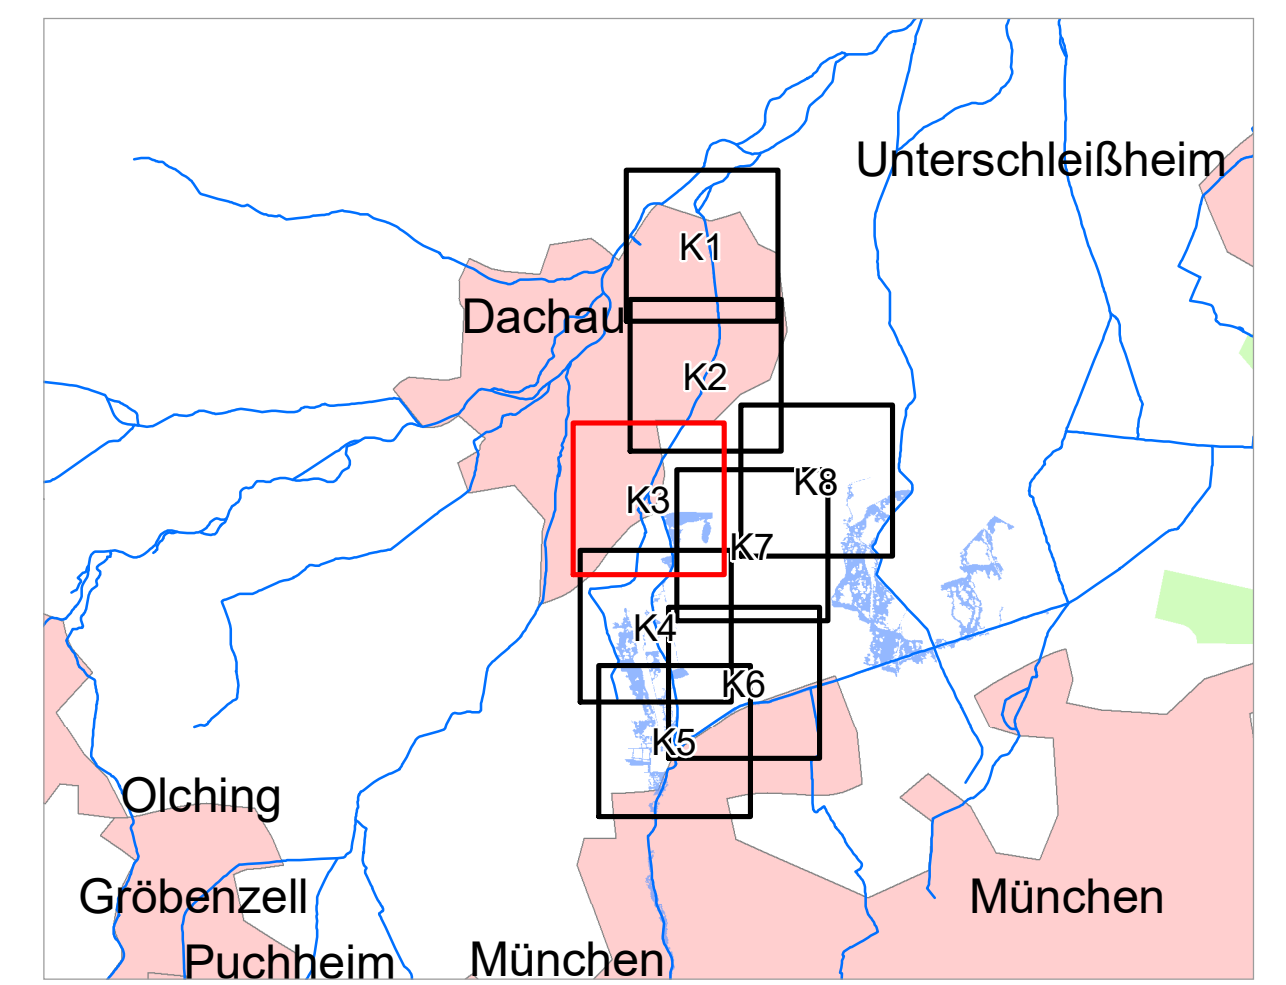 Unterschleißheim
K1
Dachau
K2
K8
K3
K7
K4
K6
K5
Olching
Gröbenzell
München
Puchheim
München